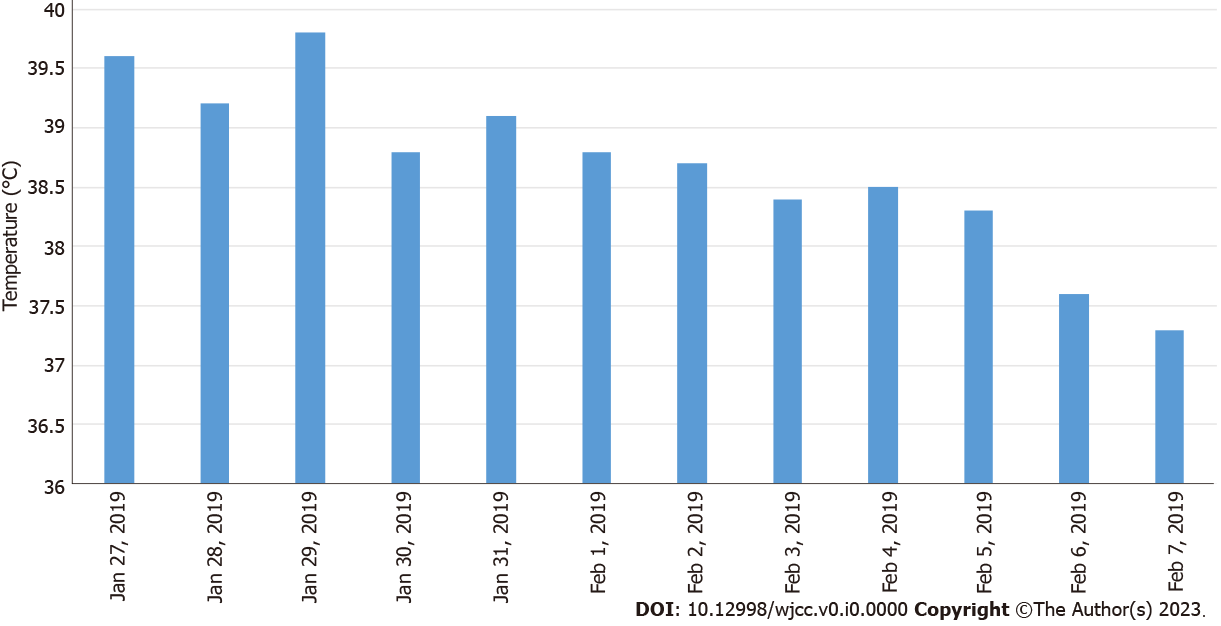 40
39.5
39
38.5
38
37.5
37
36.5
36
Temperature (°C)
Jan 27, 2019
Jan 28, 2019
Jan 29, 2019
Jan 30, 2019
Jan 31, 2019
Feb 1, 2019
Feb 2, 2019
Feb 3, 2019
Feb 4, 2019
Feb 5, 2019
Feb 6, 2019
Feb 7, 2019
DOI: 10.12998/wjcc.v0.i0.0000 Copyright ©The Author(s) 2023.